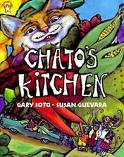 CHATO'S
KITCHEN
GARY SOTO • SUSAN GUEVARA